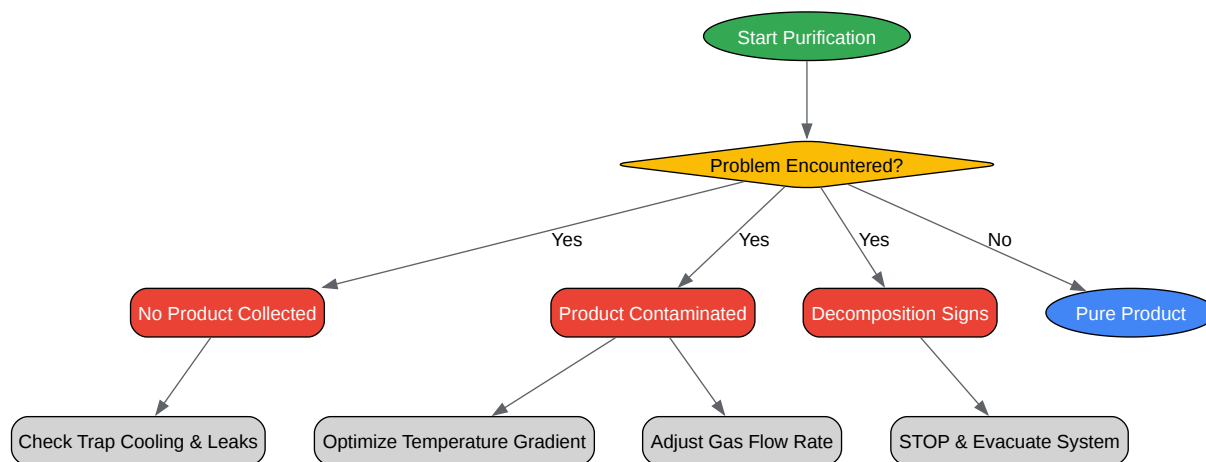 Start Purification
Problem Encountered?
Yes
Yes
Yes
No
No Product Collected
Product Contaminated
Decomposition Signs
Pure Product
Check Trap Cooling & Leaks
Optimize Temperature Gradient
Adjust Gas Flow Rate
STOP & Evacuate System